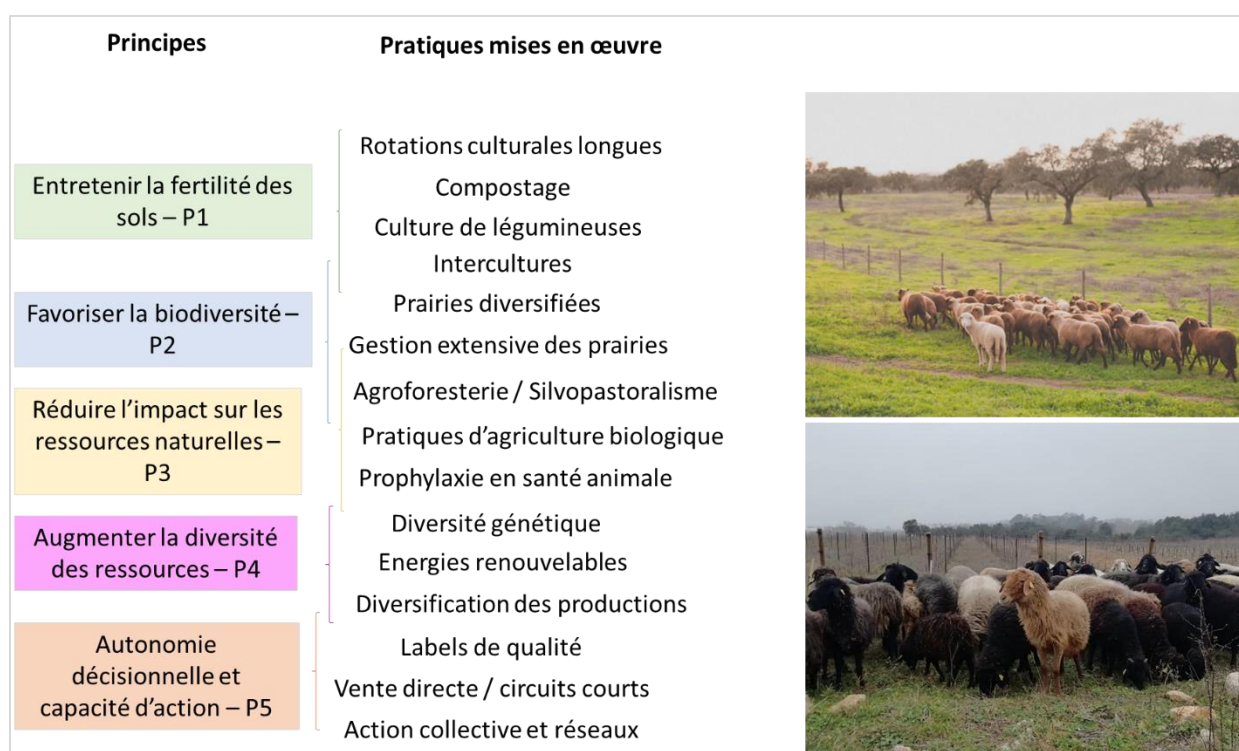 Principes
Pratiques mises en œuvre
Entretenir la fertilité des
sols – P1
Favoriser la biodiversité –
P2
Réduire l’impact sur les
ressources naturelles –
P3
Augmenter la diversité
des ressources – P4
Autonomie
décisionnelle et
capacité d’action – P5
Rotations culturales longues
Compostage
Culture de légumineuses
Intercultures
Prairies diversifiées
Gestion extensive des prairies
Agroforesterie / Silvopastoralisme
Pratiques d’agriculture biologique
Prophylaxie en santé animale
Diversité génétique
Energies renouvelables
Diversification des productions
Labels de qualité
Vente directe / circuits courts
Action collective et réseaux